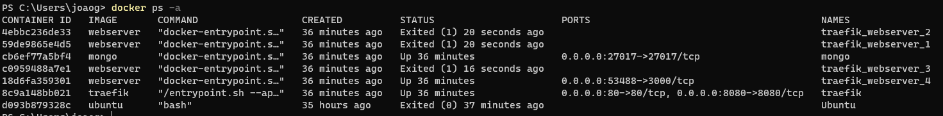 PS C:\Users\joaog> docker ps -a
CONTAINER ID   IMAGE       COMMAND                  CREATED          STATUS                      PORTS                                        NAMES
4ebbc236de33   webserver   "docker-entrypoint.s…"   36 minutes ago   Exited (1) 20 seconds ago                                                traefik_webserver_2
59de9865e4d5   webserver   "docker-entrypoint.s…"   36 minutes ago   Exited (1) 20 seconds ago                                                traefik_webserver_1
cb6ef77a5bf4   mongo       "docker-entrypoint.s…"   36 minutes ago   Up 36 minutes               0.0.0.0:27017->27017/tcp                     mongo
c0959488a7e1   webserver   "docker-entrypoint.s…"   36 minutes ago   Exited (1) 16 seconds ago                                                traefik_webserver_3
18d6fa359301   webserver   "docker-entrypoint.s…"   36 minutes ago   Up 36 minutes               0.0.0.0:53488->3000/tcp                      traefik_webserver_4
8c9a148bb021   traefik     "/entrypoint.sh --ap…"   36 minutes ago   Up 36 minutes               0.0.0.0:80->80/tcp, 0.0.0.0:8080->8080/tcp   traefik
d093b879328c   ubuntu      "bash"                   35 hours ago     Exited (0) 37 minutes ago                                                Ubuntu
PS C:\Users\joaog>